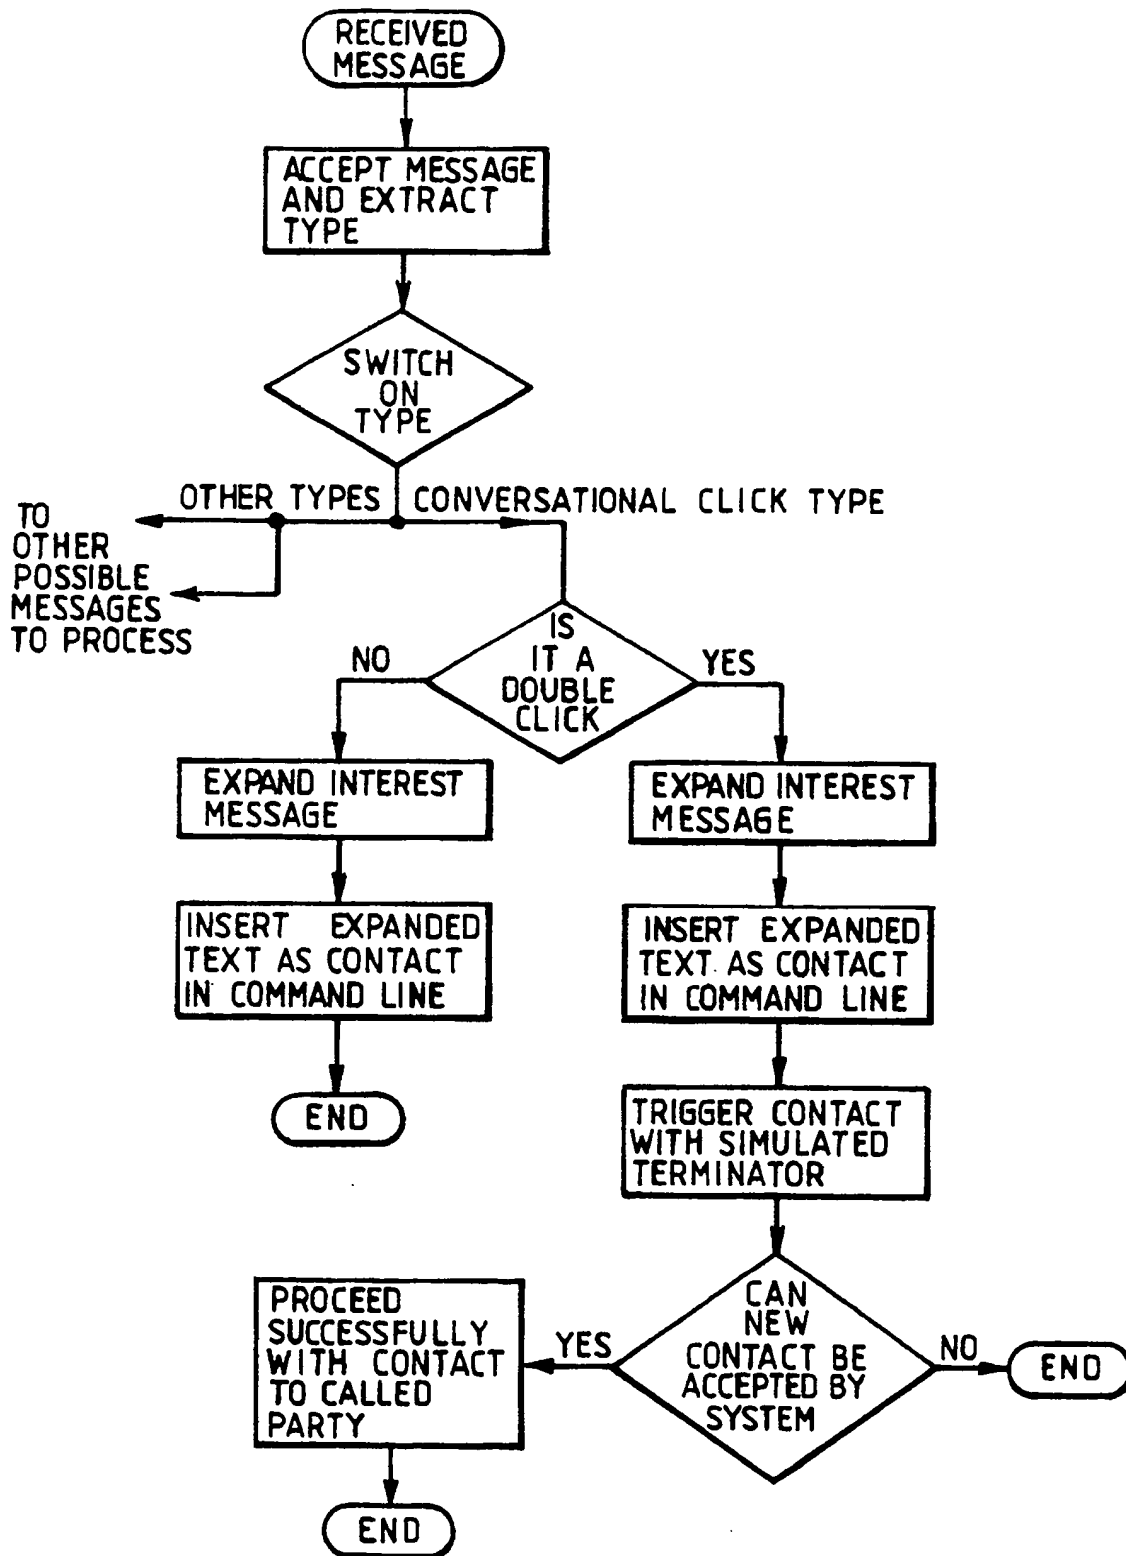 RECEIVED
MESSAGE
ACCEPT MESSAGE
AND EXTRACT
TYPE
SWITCH
ON
TYPE
OTHER TYPES
CONVERSATIONAL CLICK TYPE
TO
OTHER
POSSIBLE
MESSAGES
TO PROCESS
IS
IT A
DOUBLE
CLICK
NO
YES
EXPAND INTEREST
MESSAGE
EXPAND INTEREST
MESSAGE
INSERT EXPANDED
TEXT AS CONTACT
IN COMMAND LINE
INSERT EXPANDED
TEXT AS CONTACT
IN COMMAND LINE
END
TRIGGER CONTACT
WITH SIMULATED
TERMINATOR
CAN
NEW
CONTACT BE
ACCEPTED BY
SYSTEM
YES
NO
END
PROCEED
SUCCESSFULLY
WITH CONTACT
TO CALLED
PARTY
END